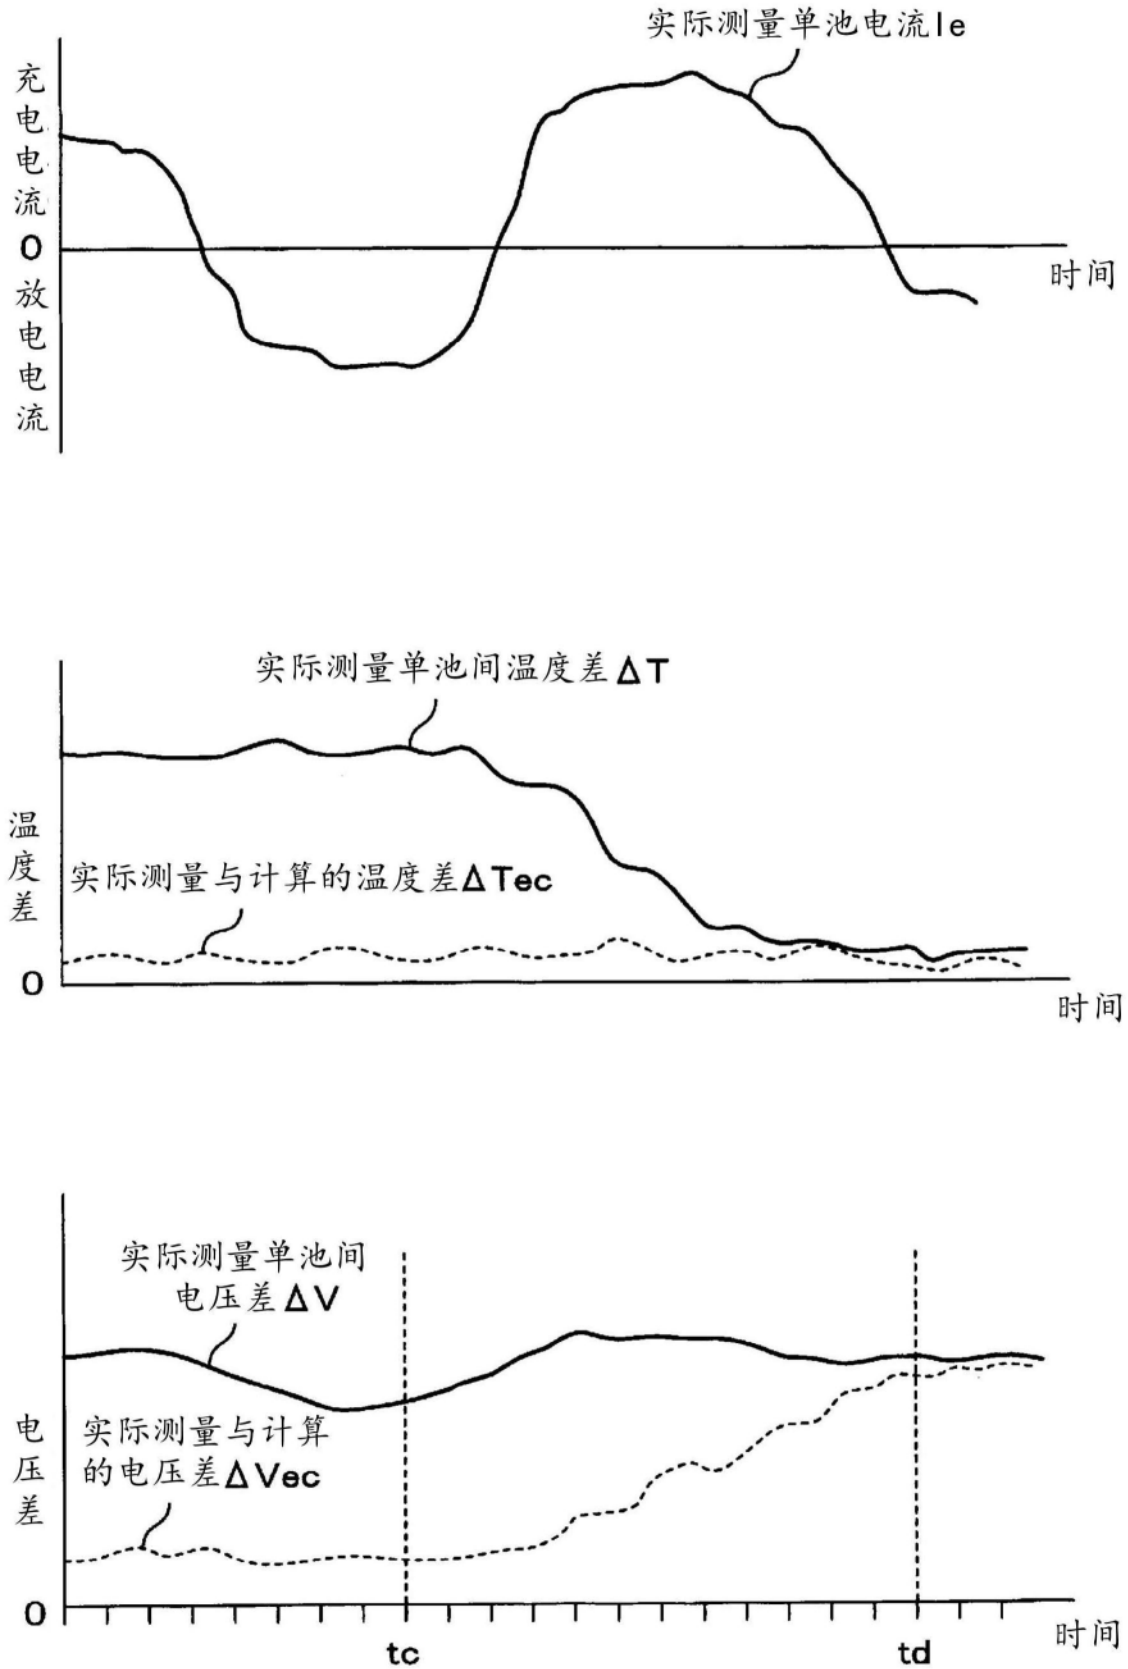 实际测量单池电流Ie
充电电流
0
放电电流
时间
实际测量单池间温度差ΔT
温度差
实际测量与计算的温度差ΔTec
0
时间
实际测量单池间
电压差ΔV
电压差
实际测量与计算
的电压差ΔVec
0
tc
td
时间